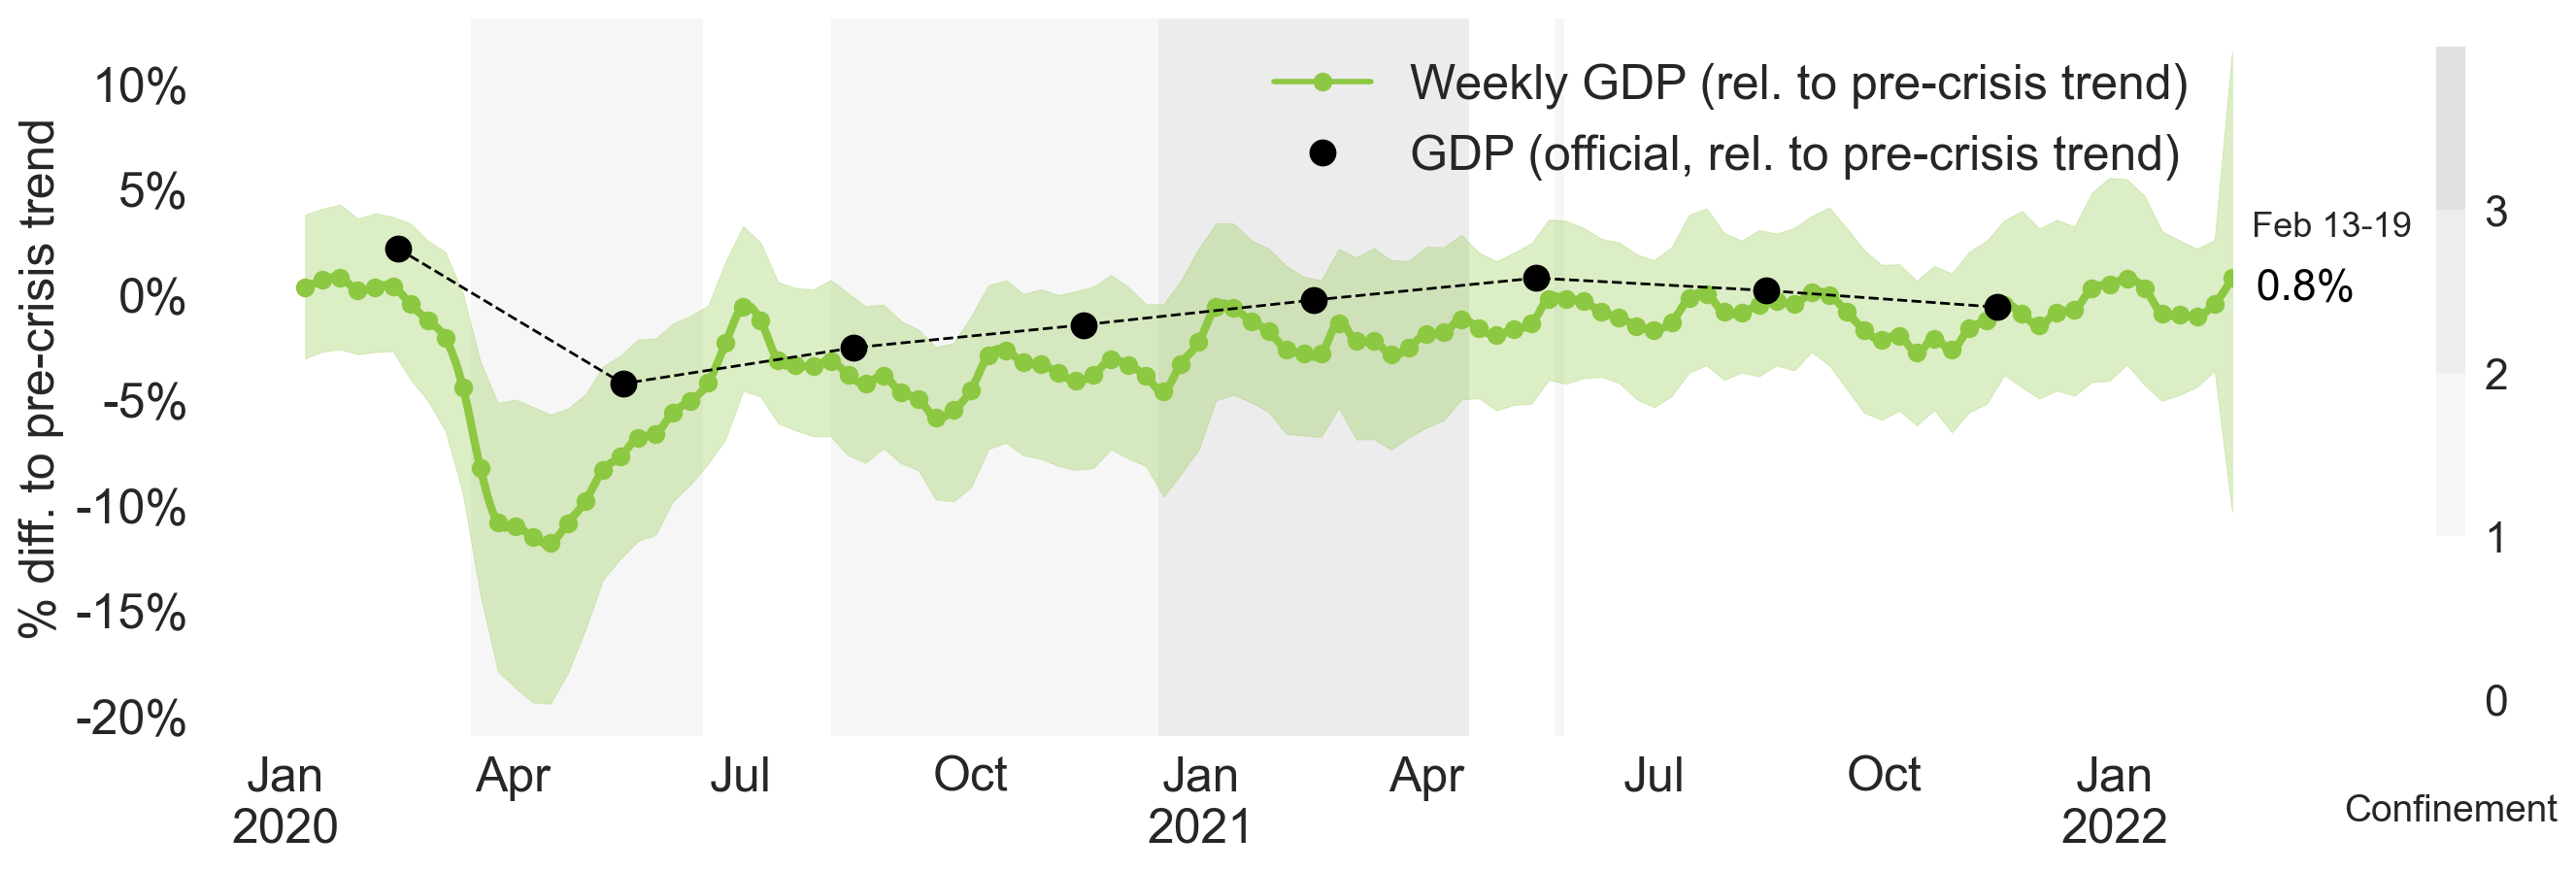 % diff. to pre-crisis trend
10%
5%
0%
-5%
-10%
-15%
-20%
Weekly GDP (rel. to pre-crisis trend)
GDP (official, rel. to pre-crisis trend)
Feb 13-19
0.8%
3
2
1
0
Jan Apr Jul Oct Jan Apr Jul Oct Jan
2020 2021 2022
Confinement